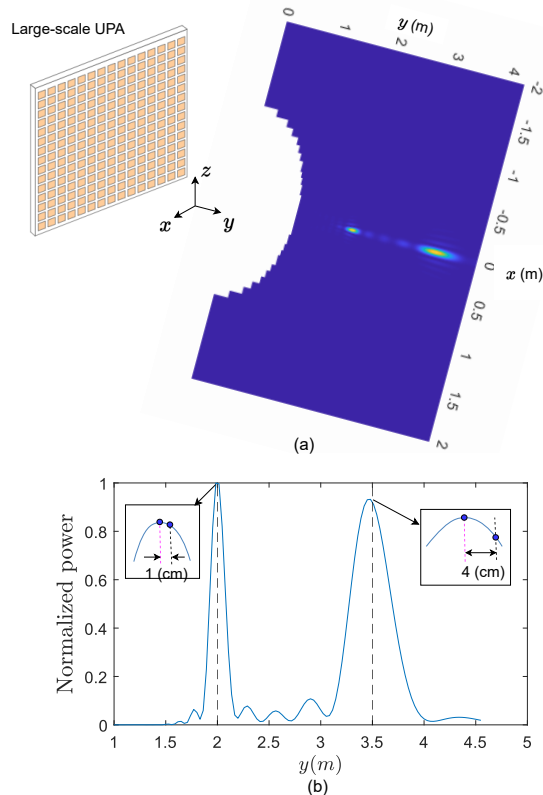 Large-scale UPA
z
x
y
y (m)
0
1
2
3
4
-2
-1.5
-1
-0.5
0
0.5
1
1.5
2
x (m)
(a)
Normalized power
1
0.8
0.6
0.4
0.2
0
1 (cm)
4 (cm)
1 1.5 2 2.5 3 3.5 4 4.5 5
y(m)
(b)